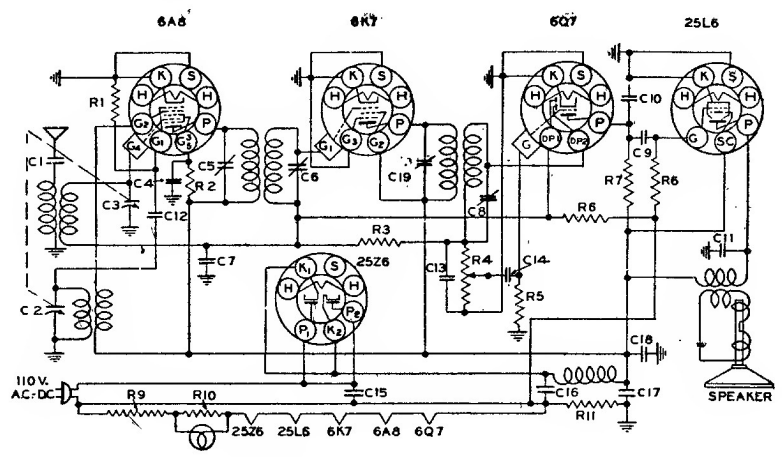 6A8 6K7 6Q7 25L6
K S K S K S K S
R1 H H H H H H C10 H H
G2 G1 G3 5 P G4 G1 G3 G2 P G DP1 DP2 P C9 G SC P
C1 C5 C6 C19 R7 R6
C4 R2 C8
C3 C12 R6
R3 C11
C7 25Z6 C13 R4 C14
K1 S
H H R5
C2 P2
P1 K2 C18
110 V. C15 C16 C17
A.C.-DC R9 R10 R11 SPEAKER
25Z6 25L6 6K7 6A8 6Q7